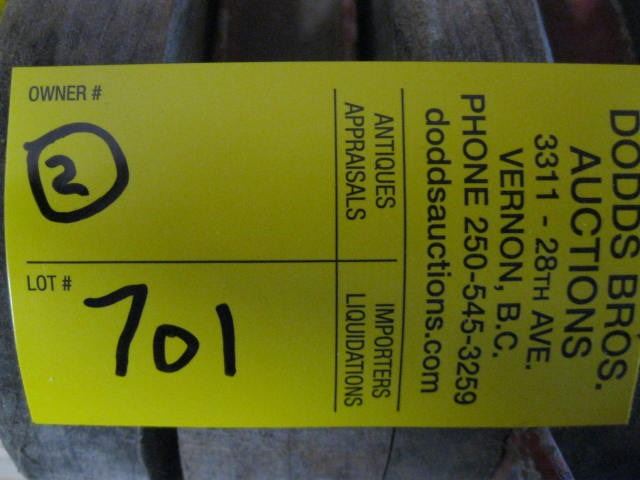 DODDS BROS.
AUCTIONS
3311 - 28TH AVE.
VERNON, B.C.
PHONE 250-545-3259
doddsauctions.com
ANTIQUES
APPRAISALS
IMPORTERS
LIQUIDATIONS
OWNER #
2
LOT #
701